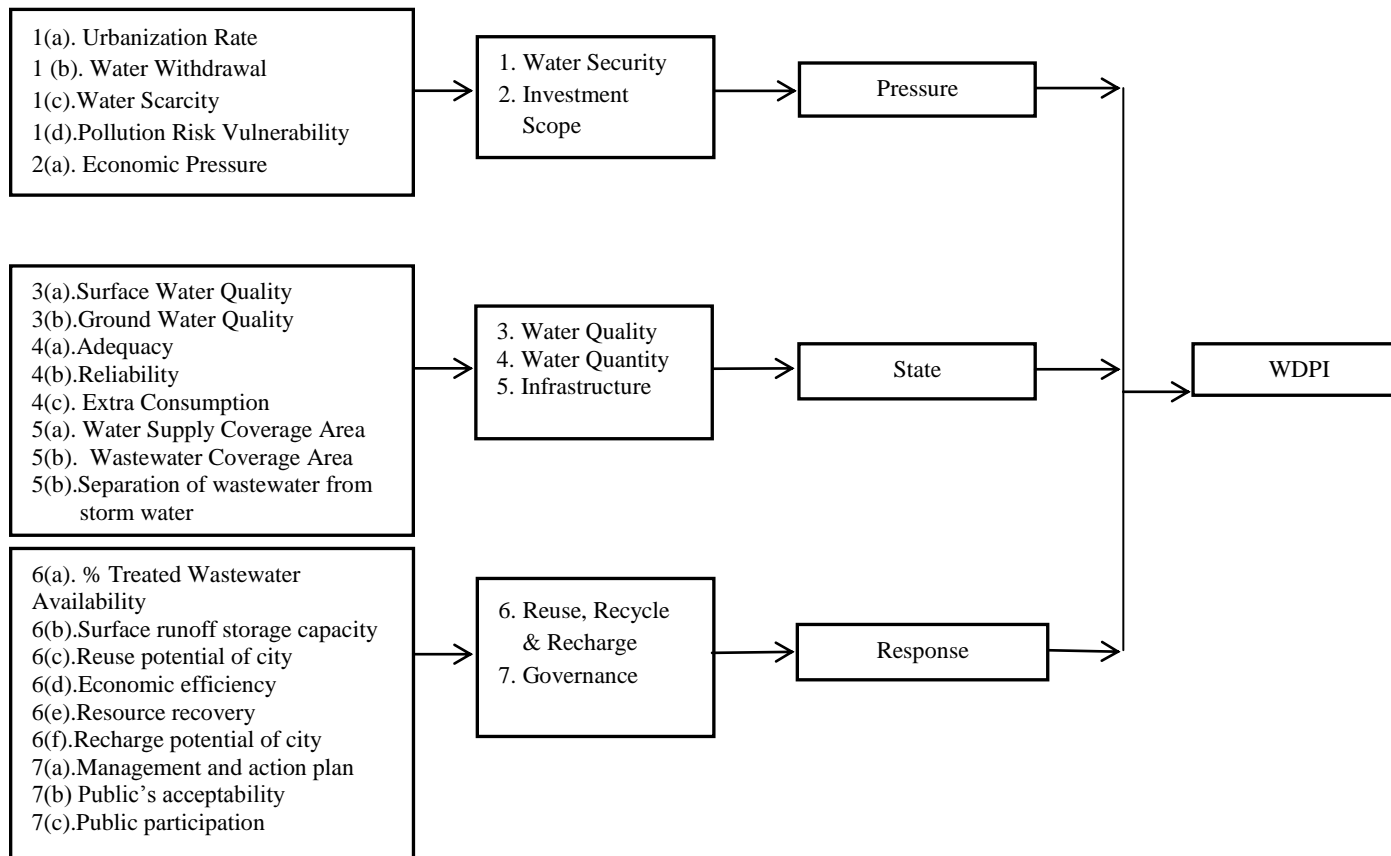 1(a). Urbanization Rate
1 (b). Water Withdrawal
1(c).Water Scarcity
1(d).Pollution Risk Vulnerability
2(a). Economic Pressure
1. Water Security
2. Investment
Scope
Pressure
3(a).Surface Water Quality
3(b).Ground Water Quality
4(a).Adequacy
4(b).Reliability
4(c). Extra Consumption
5(a). Water Supply Coverage Area
5(b). Wastewater Coverage Area
5(b).Separation of wastewater from
storm water
3. Water Quality
4. Water Quantity
5. Infrastructure
State
WDPI
6(a). % Treated Wastewater
Availability
6(b).Surface runoff storage capacity
6(c).Reuse potential of city
6(d).Economic efficiency
6(e).Resource recovery
6(f).Recharge potential of city
7(a).Management and action plan
7(b) Public’s acceptability
7(c).Public participation
6. Reuse, Recycle
& Recharge
7. Governance
Response